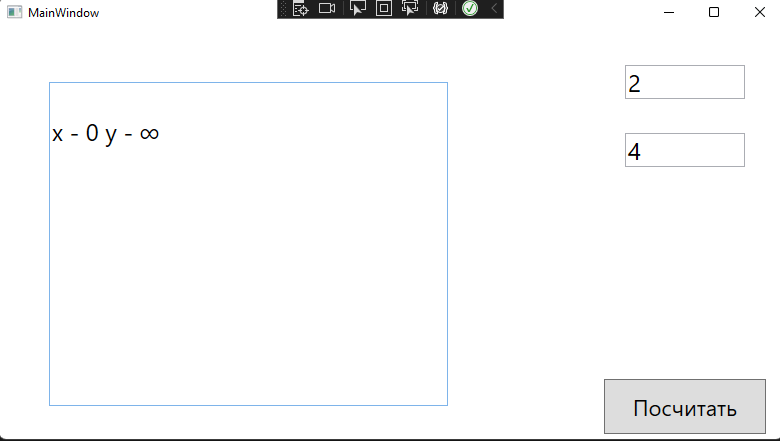 MainWindow
2
x - 0 y - ∞
4
Посчитать